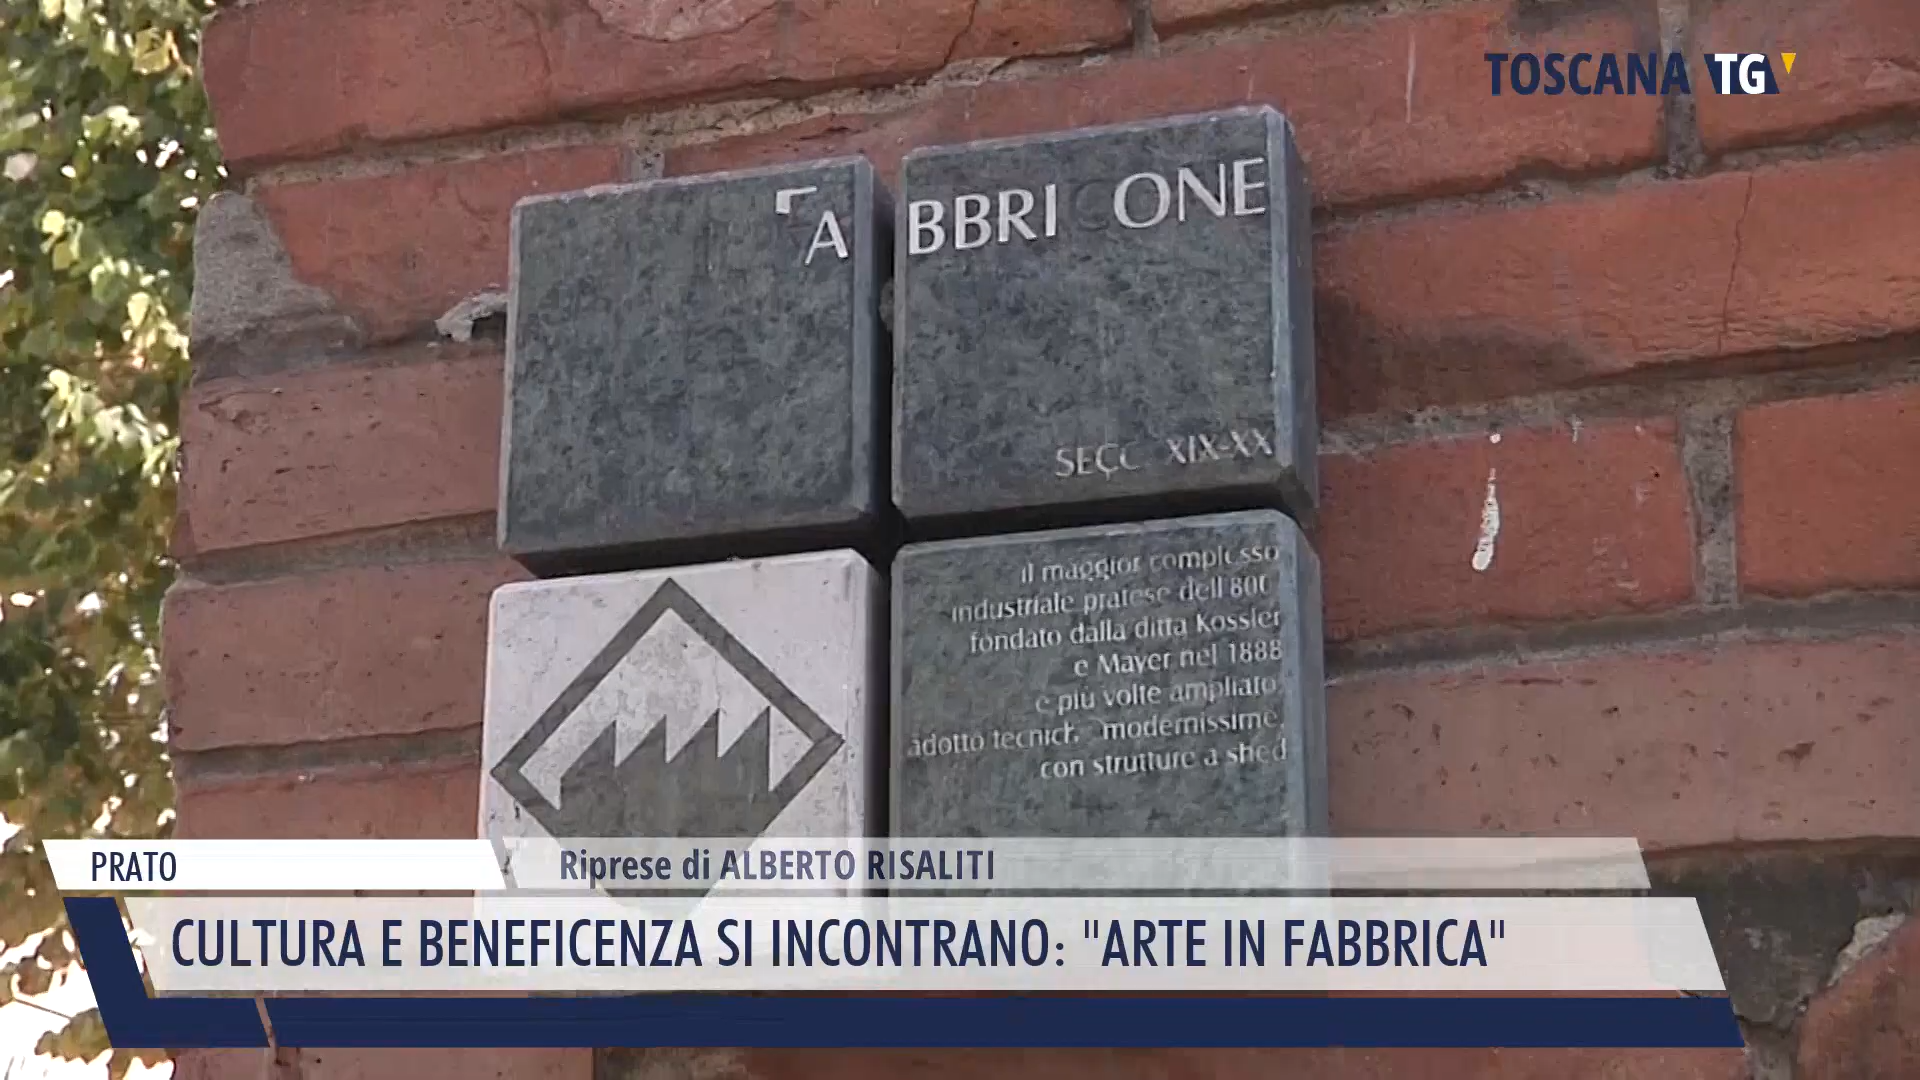 TOSCANA TG
FABBRICONE
SECC XIX-XX
il maggior complesso
industriale pratese dell'800
fondato dalla ditta Kossler
e Mayer nel 1888
e più volte ampliato,
adottò tecniche modernissime,
con strutture a shed
PRATO
Riprese di ALBERTO RISALITI
CULTURA E BENEFICENZA SI INCONTRANO: "ARTE IN FABBRICA"